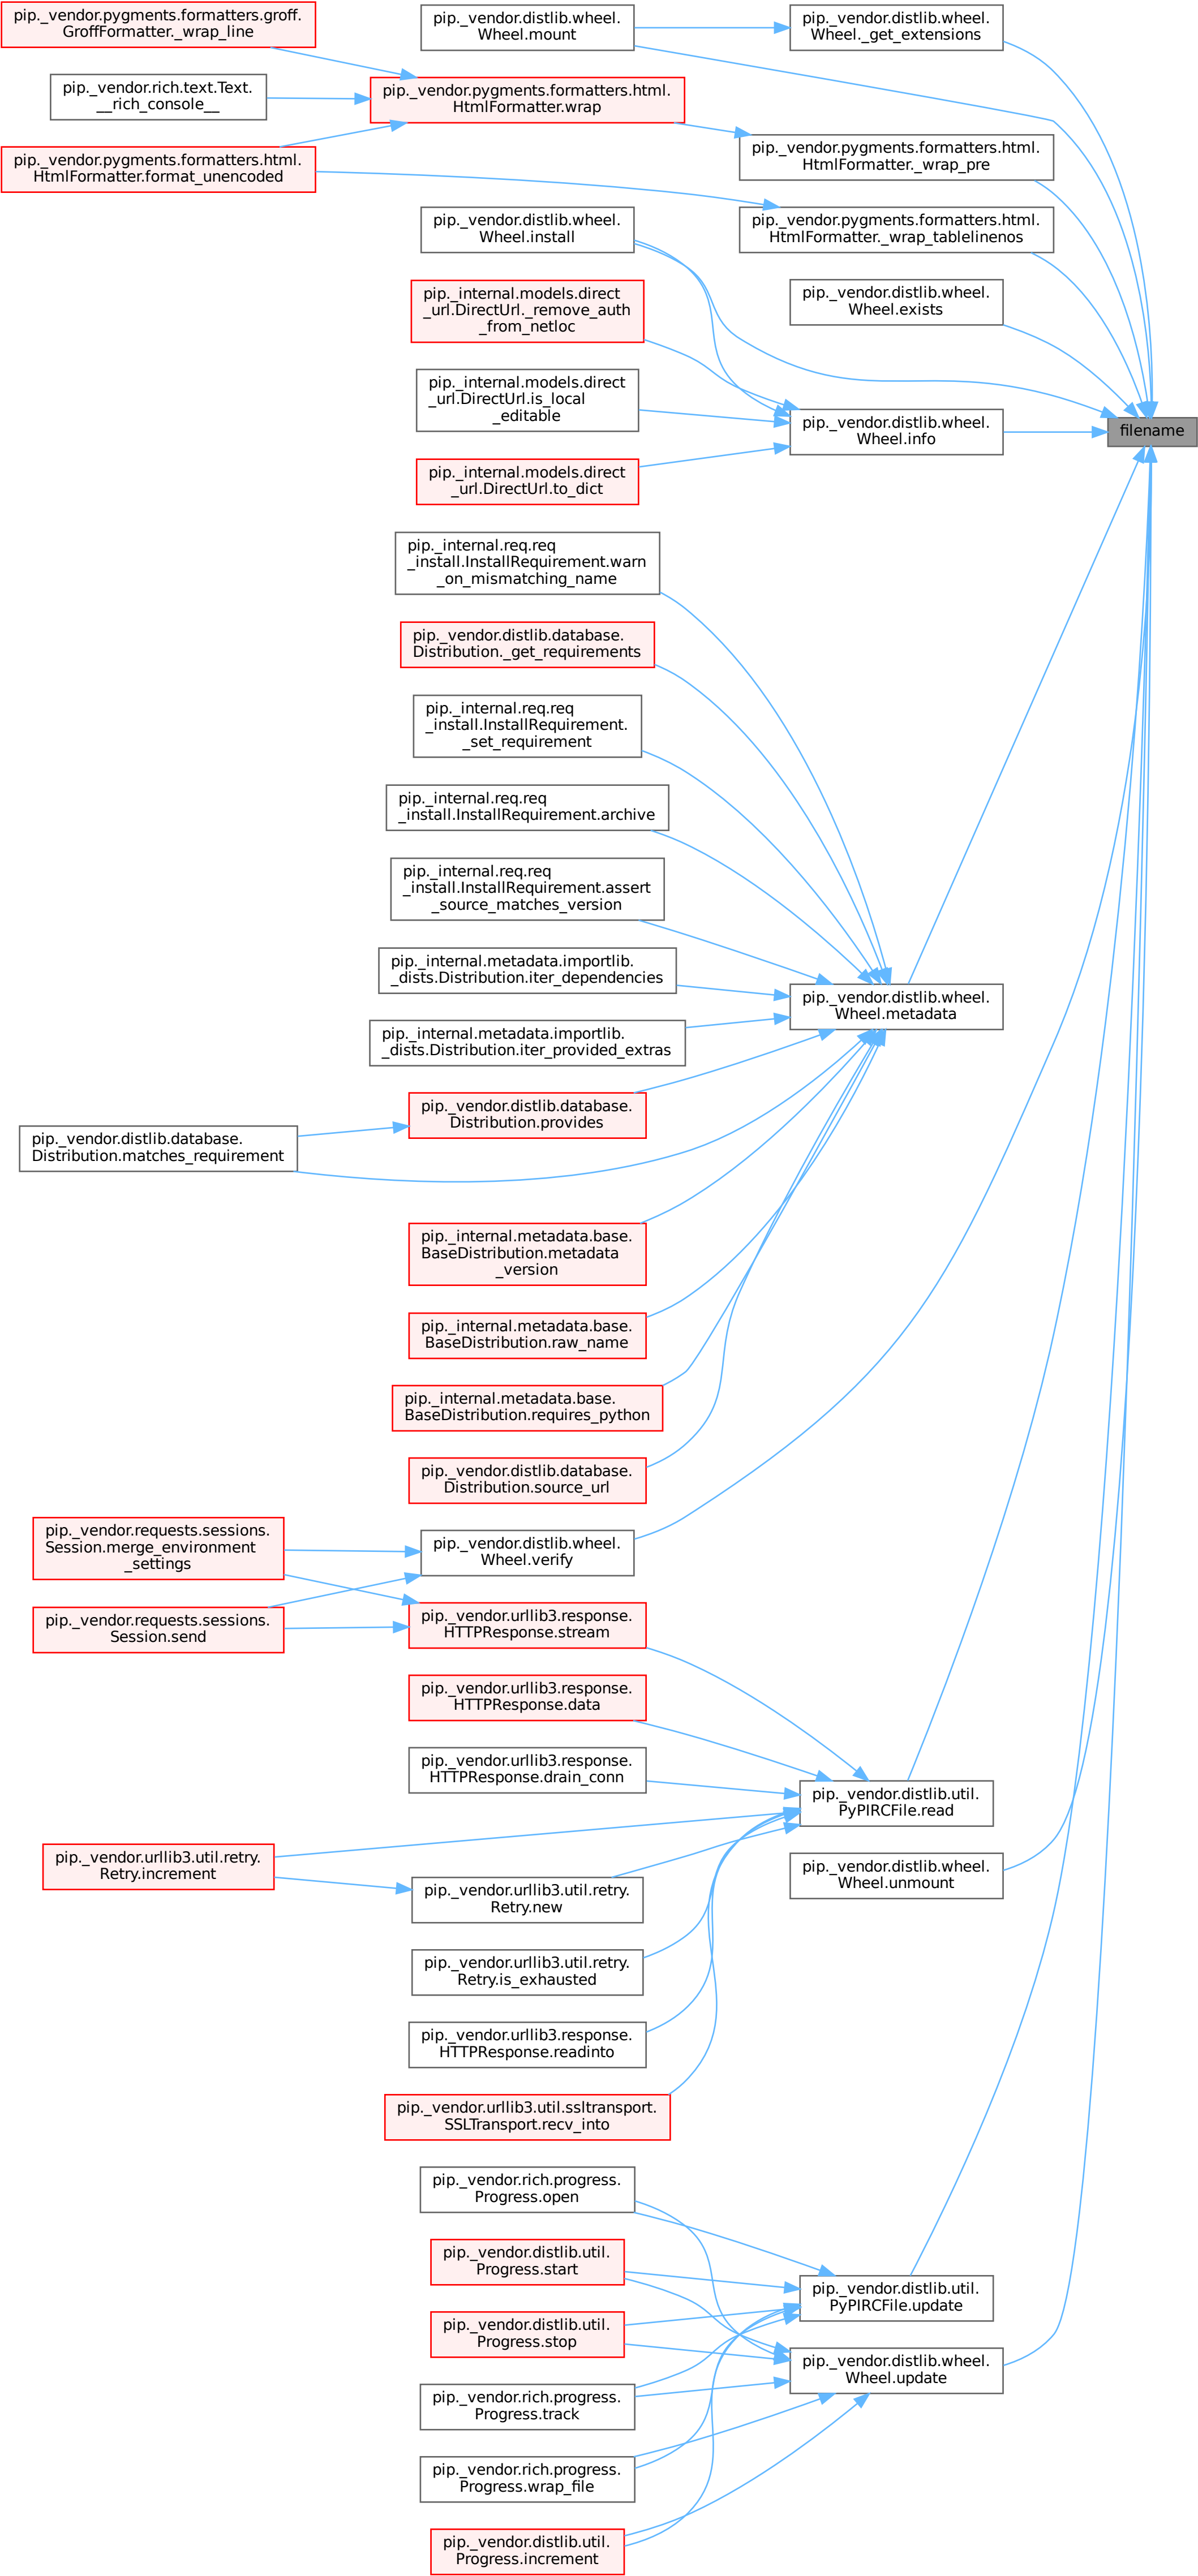 pip._vendor.pygments.formatters.groff.
GroffFormatter._wrap_line
pip._vendor.distlib.wheel.
Wheel.mount
pip._vendor.distlib.wheel.
Wheel._get_extensions
pip._vendor.rich.text.Text.
__rich_console__
pip._vendor.pygments.formatters.html.
HtmlFormatter.wrap
pip._vendor.pygments.formatters.html.
HtmlFormatter._wrap_pre
pip._vendor.pygments.formatters.html.
HtmlFormatter.format_unencoded
pip._vendor.distlib.wheel.
Wheel.install
pip._vendor.pygments.formatters.html.
HtmlFormatter._wrap_tablelinenos
pip._internal.models.direct
_url.DirectUrl._remove_auth
_from_netloc
pip._vendor.distlib.wheel.
Wheel.exists
pip._internal.models.direct
_url.DirectUrl.is_local
_editable
pip._vendor.distlib.wheel.
Wheel.info
filename
pip._internal.models.direct
_url.DirectUrl.to_dict
pip._internal.req.req
_install.InstallRequirement.warn
_on_mismatching_name
pip._vendor.distlib.database.
Distribution._get_requirements
pip._internal.req.req
_install.InstallRequirement.
_set_requirement
pip._internal.req.req
_install.InstallRequirement.archive
pip._internal.req.req
_install.InstallRequirement.assert
_source_matches_version
pip._internal.metadata.importlib.
_dists.Distribution.iter_dependencies
pip._vendor.distlib.wheel.
Wheel.metadata
pip._internal.metadata.importlib.
_dists.Distribution.iter_provided_extras
pip._vendor.distlib.database.
Distribution.provides
pip._vendor.distlib.database.
Distribution.matches_requirement
pip._internal.metadata.base.
BaseDistribution.metadata
_version
pip._internal.metadata.base.
BaseDistribution.raw_name
pip._internal.metadata.base.
BaseDistribution.requires_python
pip._vendor.distlib.database.
Distribution.source_url
pip._vendor.requests.sessions.
Session.merge_environment
_settings
pip._vendor.distlib.wheel.
Wheel.verify
pip._vendor.requests.sessions.
Session.send
pip._vendor.urllib3.response.
HTTPResponse.stream
pip._vendor.urllib3.response.
HTTPResponse.data
pip._vendor.urllib3.response.
HTTPResponse.drain_conn
pip._vendor.distlib.util.
PyPIRCFile.read
pip._vendor.urllib3.util.retry.
Retry.increment
pip._vendor.urllib3.util.retry.
Retry.new
pip._vendor.distlib.wheel.
Wheel.unmount
pip._vendor.urllib3.util.retry.
Retry.is_exhausted
pip._vendor.urllib3.response.
HTTPResponse.readinto
pip._vendor.urllib3.util.ssltransport.
SSLTransport.recv_into
pip._vendor.rich.progress.
Progress.open
pip._vendor.distlib.util.
Progress.start
pip._vendor.distlib.util.
PyPIRCFile.update
pip._vendor.distlib.util.
Progress.stop
pip._vendor.distlib.wheel.
Wheel.update
pip._vendor.rich.progress.
Progress.track
pip._vendor.rich.progress.
Progress.wrap_file
pip._vendor.distlib.util.
Progress.increment